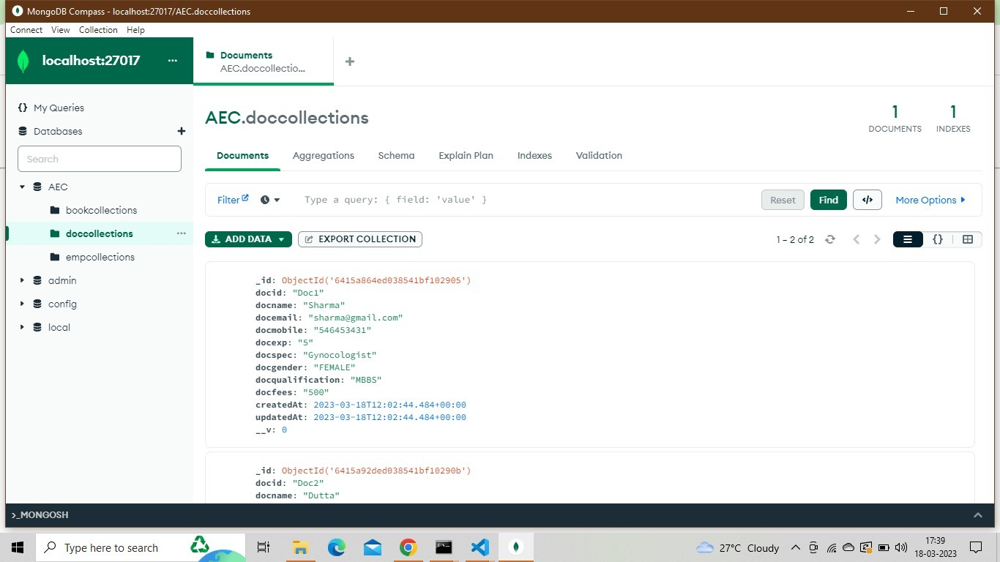 MongoDB Compass - localhost:27017/AEC.doccollections
Connect View Collection Help
localhost:27017 ...
Documents
AEC.doccollectio...
{} My Queries
Databases
Search
AEC
bookcollections
doccollections
empcollections
admin
config
local
AEC.doccollections
1 DOCUMENTS
1 INDEXES
Documents Aggregations Schema Explain Plan Indexes Validation
Filter Type a query: { field: 'value' } Reset Find </> More Options
ADD DATA EXPORT COLLECTION 1 – 2 of 2 {}
_id: ObjectId('6415a864ed038541bf102905')
docid: "Doc1"
docname: "Sharma"
docemail: "sharma@gmail.com"
docmobile: "546453431"
docexp: "5"
docspec: "Gynocologist"
docgender: "FEMALE"
docqualification: "MBBS"
docfees: "500"
createdAt: 2023-03-18T12:02:44.484+00:00
updatedAt: 2023-03-18T12:02:44.484+00:00
__v: 0
_id: ObjectId('6415a92ded038541bf10290b')
docid: "Doc2"
docname: "Dutta"
>_MONGOSH
Type here to search
27°C Cloudy
17:39
18-03-2023